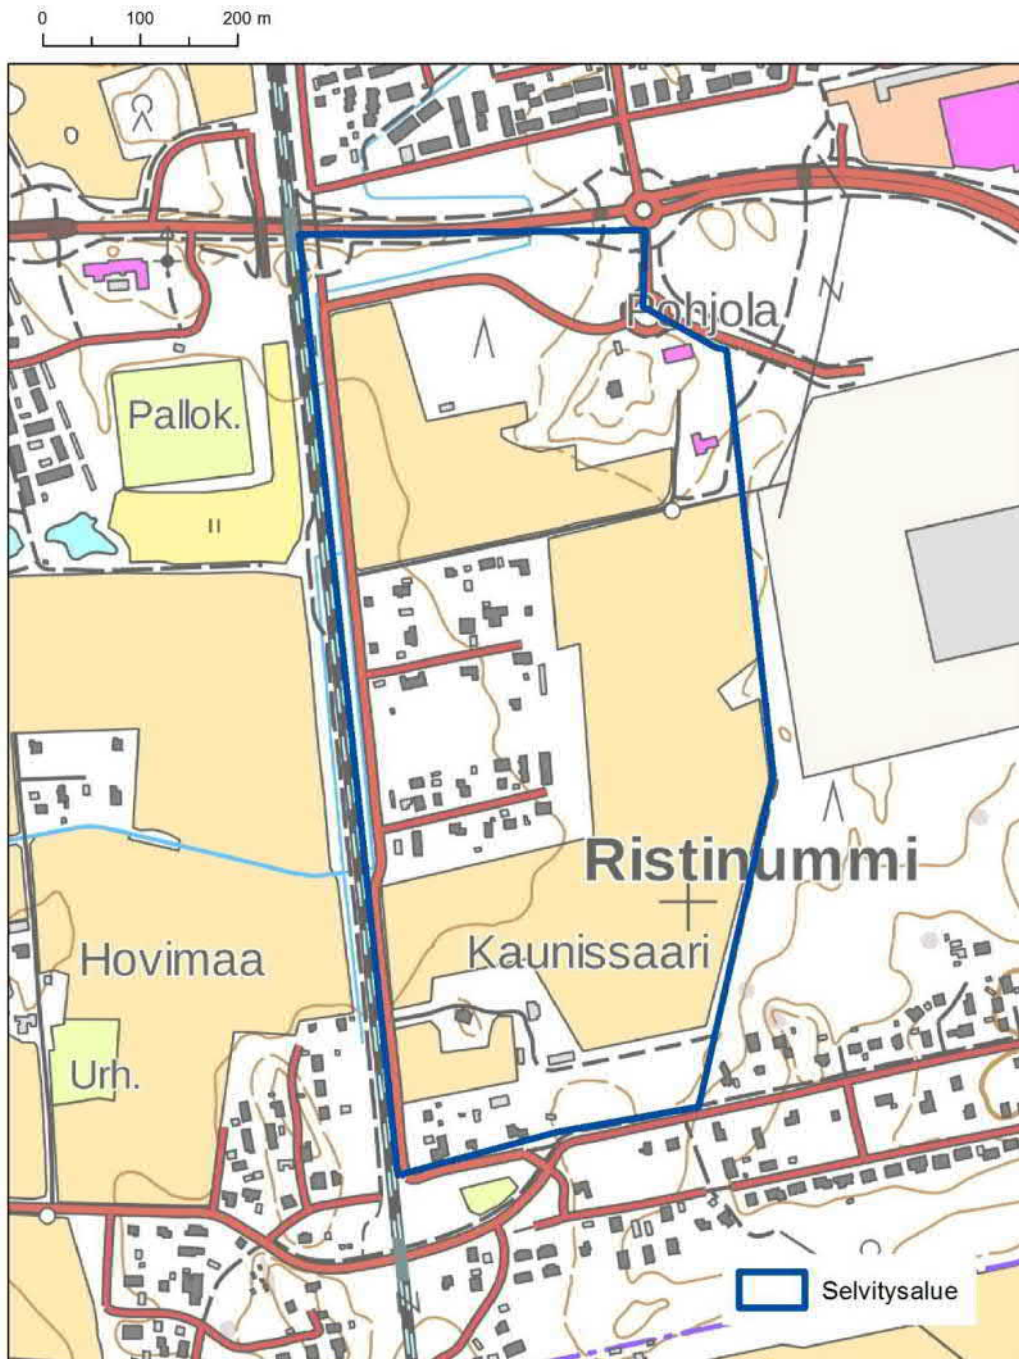 0 100 200 m
Pohjola
Pallok.
Ristinummi
Kaunissaari
Hovimaa
Urh.
Selvitysalue